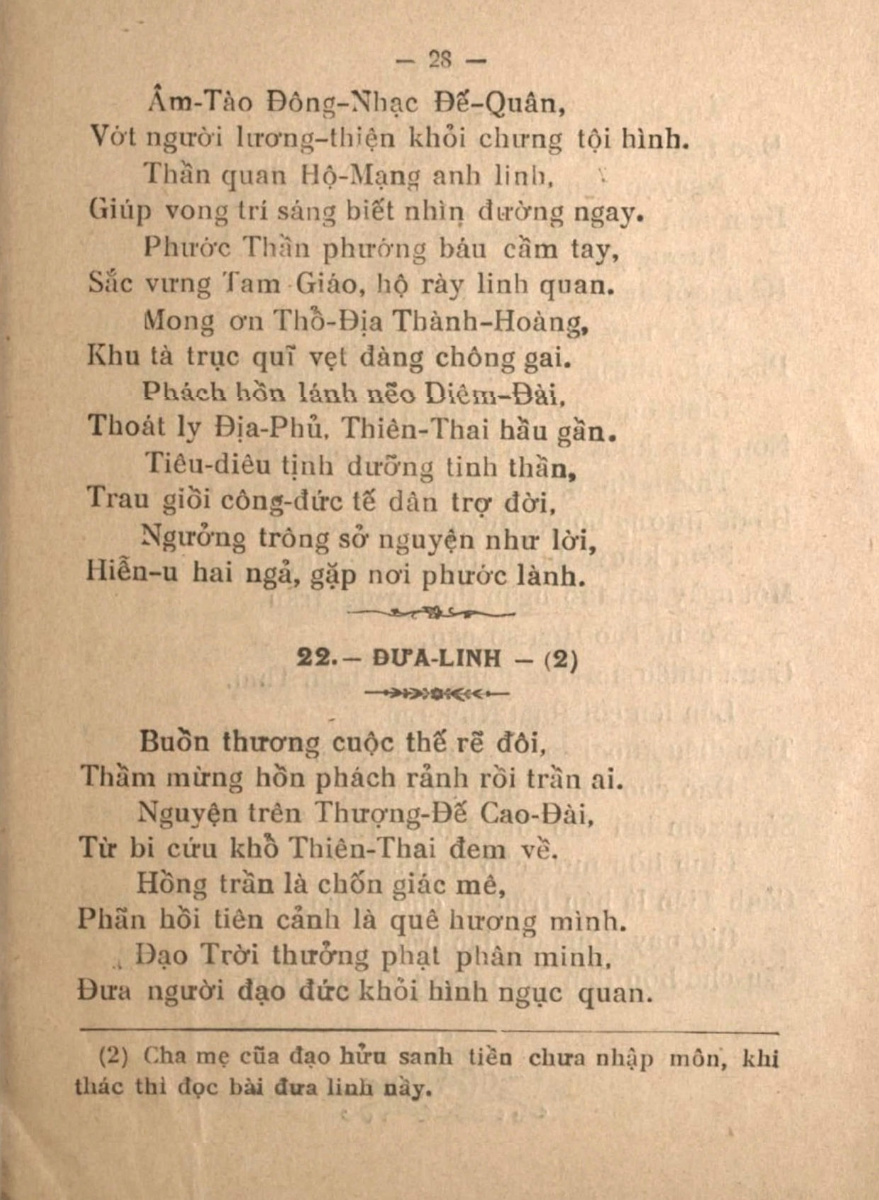 — 28 —
Âm-Tào Đông-Nhạc Đế-Quân,
Vớt người lương-thiện khỏi chưng tội hình.
Thần quan Hộ-Mạng anh linh,
Giúp vong trí sáng biết nhìn đường ngay.
Phước Thần phướng báu cầm tay,
Sắc vưng Tam Giáo, hộ rày linh quan.
Mong ơn Thổ-Địa Thành-Hoàng,
Khu tà trục quĩ vẹt đàng chông gai.
Phách hồn lánh nẽo Diêm-Đài,
Thoát ly Địa-Phủ, Thiên-Thai hầu gần.
Tiêu-diêu tịnh dưỡng tinh thần,
Trau giồi công-đức tế dân trợ đời,
Ngưởng trông sở nguyện như lời,
Hiễn-u hai ngả, gặp nơi phước lành.
22.— ĐƯA-LINH — (2)
Buồn thương cuộc thế rẽ đôi,
Thầm mừng hồn phách rảnh rồi trần ai.
Nguyện trên Thượng-Đế Cao-Đài,
Từ bi cứu khổ Thiên-Thai đem về.
Hồng trần là chốn giác mê,
Phãn hồi tiên cảnh là quê hương mình.
Đạo Trời thưởng phạt phân minh,
Đưa người đạo đức khỏi hình ngục quan.
(2) Cha mẹ cũa đạo hửu sanh tiền chưa nhập môn, khi
thác thì đọc bài đưa linh nầy.